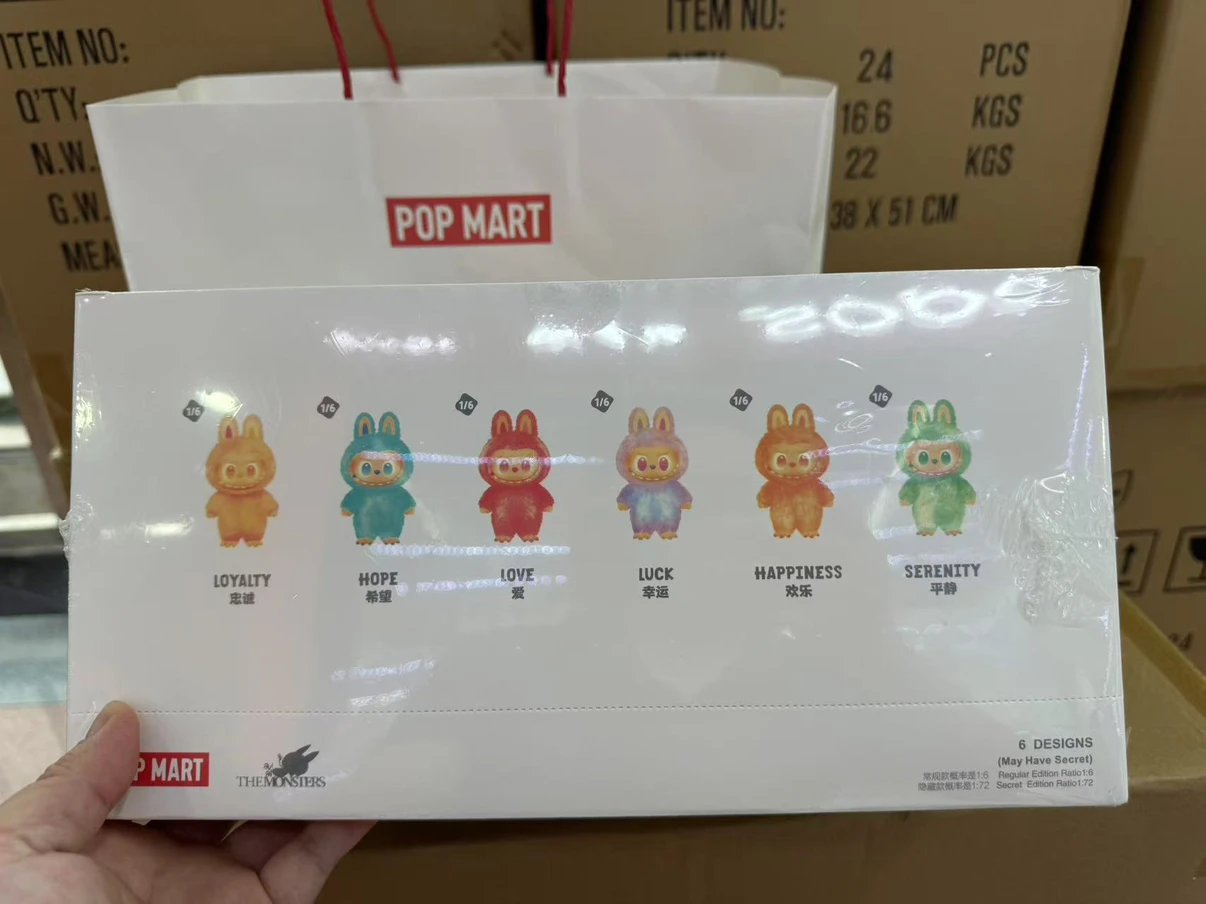 ITEM NO:
Q'TY:
N.W.
G.W.
MEA
ITEM NO:
24 PCS
16.6 KGS
22 KGS
38 X 51 CM
POP MART
1/6
1/6
1/6
1/6
1/6
1/6
LOYALTY
忠诚
HOPE
希望
LOVE
爱
LUCK
幸运
HAPPINESS
欢乐
SERENITY
平静
P MART
THEMONSTERS
6 DESIGNS
(May Have Secret)
常规款概率是1:6 Regular Edition Ratio1:6
隐藏款概率是1:72 Secret Edition Ratio1:72
24